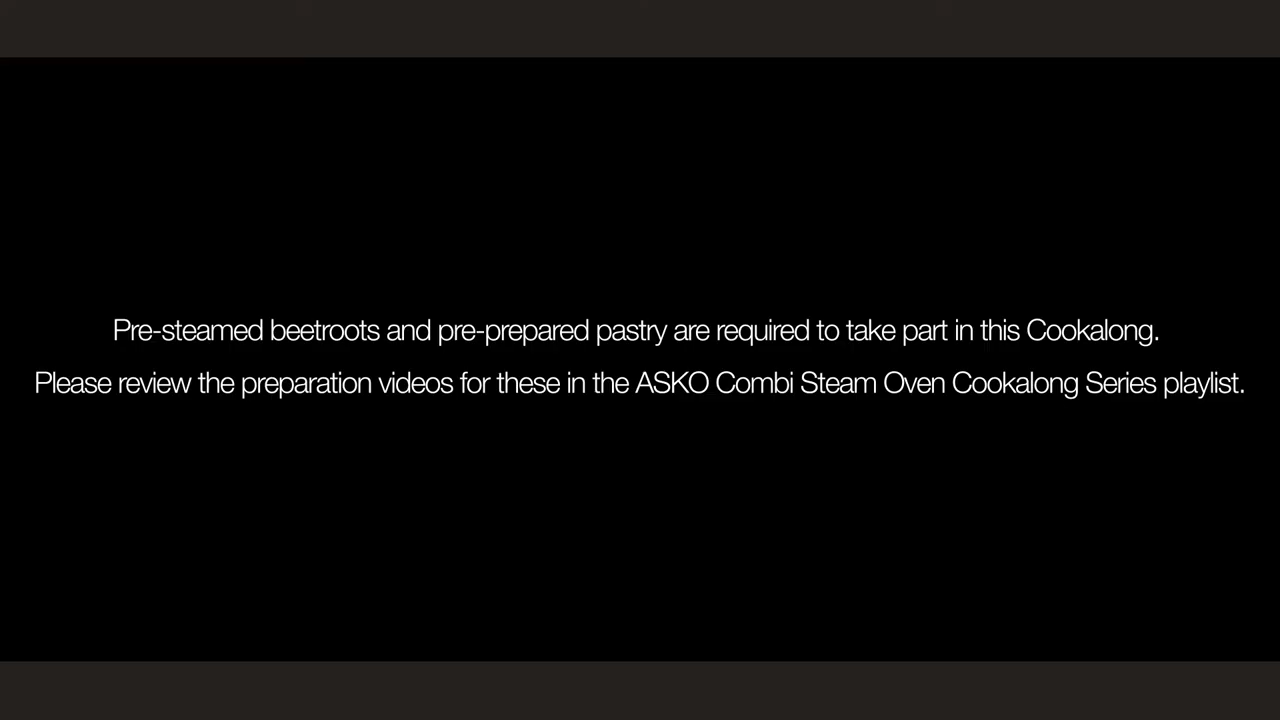 Pre-steamed beetroots and pre-prepared pastry are required to take part in this Cookalong.
Please review the preparation videos for these in the ASKO Combi Steam Oven Cookalong Series playlist.